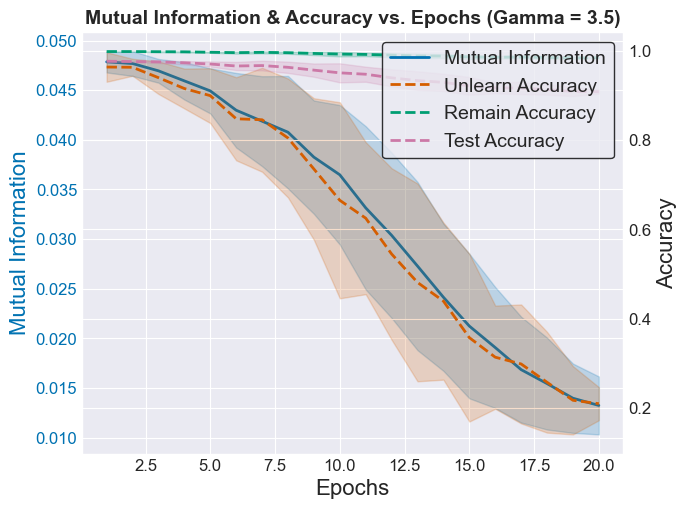 Mutual Information & Accuracy vs. Epochs (Gamma = 3.5)
Mutual Information
Unlearn Accuracy
Remain Accuracy
Test Accuracy
0.050
0.045
0.040
0.035
0.030
0.025
0.020
0.015
0.010
Mutual Information
1.0
0.8
0.6
0.4
0.2
Accuracy
2.5 5.0 7.5 10.0 12.5 15.0 17.5 20.0
Epochs